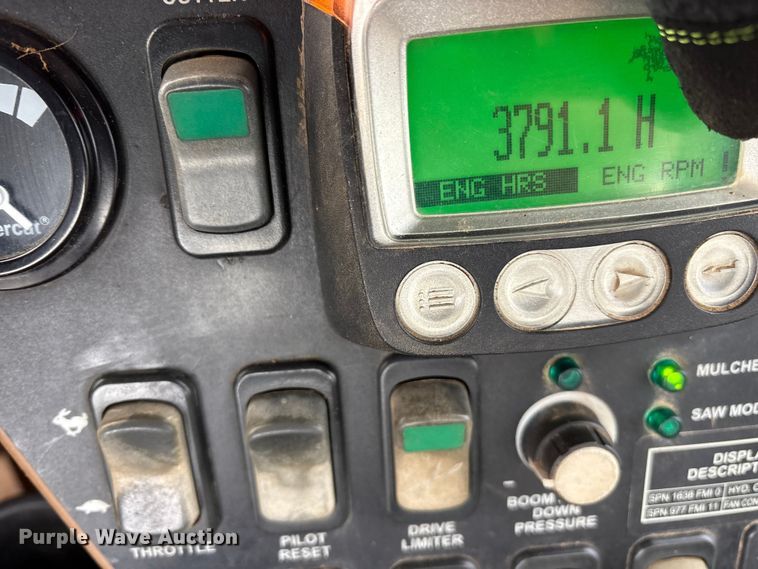 3791.1 H
ENG HRS ENG RPM
MULCHE
SAW MOD
DISPLA
DESCRIPT
SPN 1638 FMI 0 HYD.
SPN 977 FMI 11 FAN CON
BOOM
DOWN
PRESSURE
DRIVE
LIMITER
PILOT
RESET
THROTTLE
ercat®
Purple Wave Auction